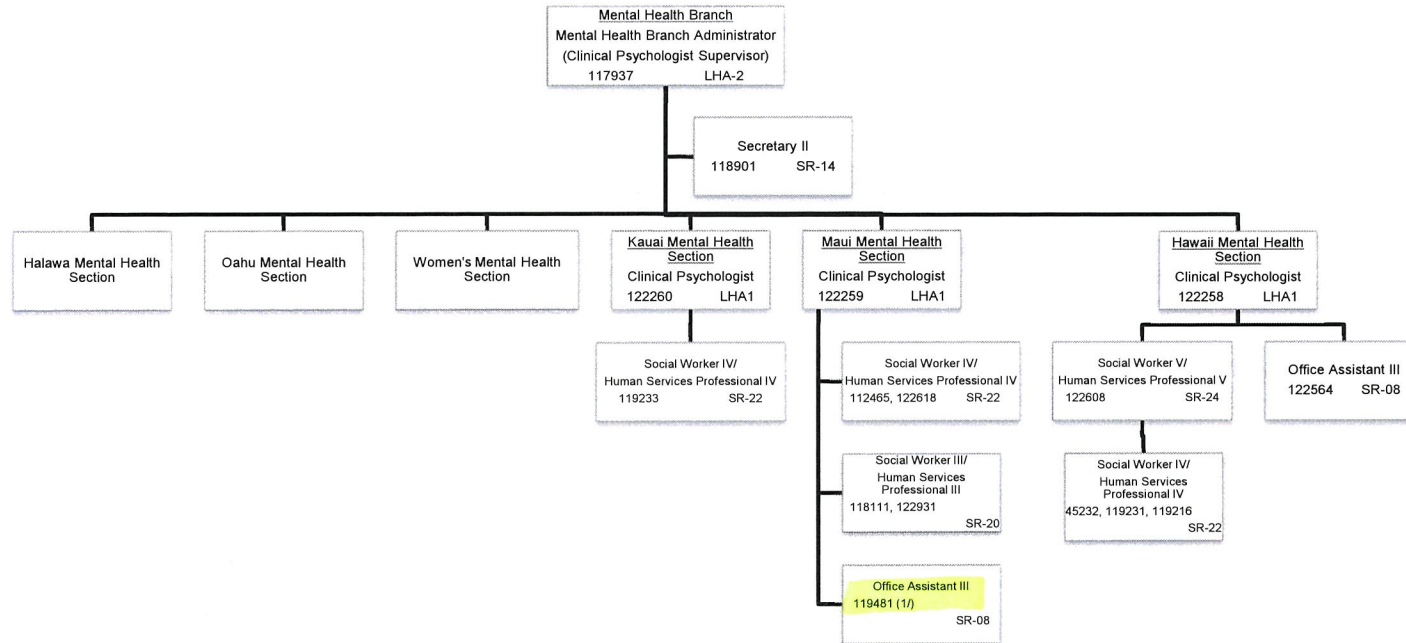 Mental Health Branch
Mental Health Branch Administrator
(Clinical Psychologist Supervisor)
117937 LHA-2
Secretary II
118901 SR-14
Halawa Mental Health
Section
Oahu Mental Health
Section
Women's Mental Health
Section
Kauai Mental Health
Section
Clinical Psychologist
122260 LHA1
Maui Mental Health
Section
Clinical Psychologist
122259 LHA1
Hawaii Mental Health
Section
Clinical Psychologist
122258 LHA1
Social Worker IV/
Human Services Professional IV
119233 SR-22
Social Worker IV/
Human Services Professional IV
112465, 122618 SR-22
Social Worker V/
Human Services Professional V
122608 SR-24
Office Assistant III
122564 SR-08
Social Worker III/
Human Services
Professional III
118111, 122931
SR-20
Social Worker IV/
Human Services
Professional IV
45232, 119231, 119216
SR-22
Office Assistant III
119481 (1/)
SR-08